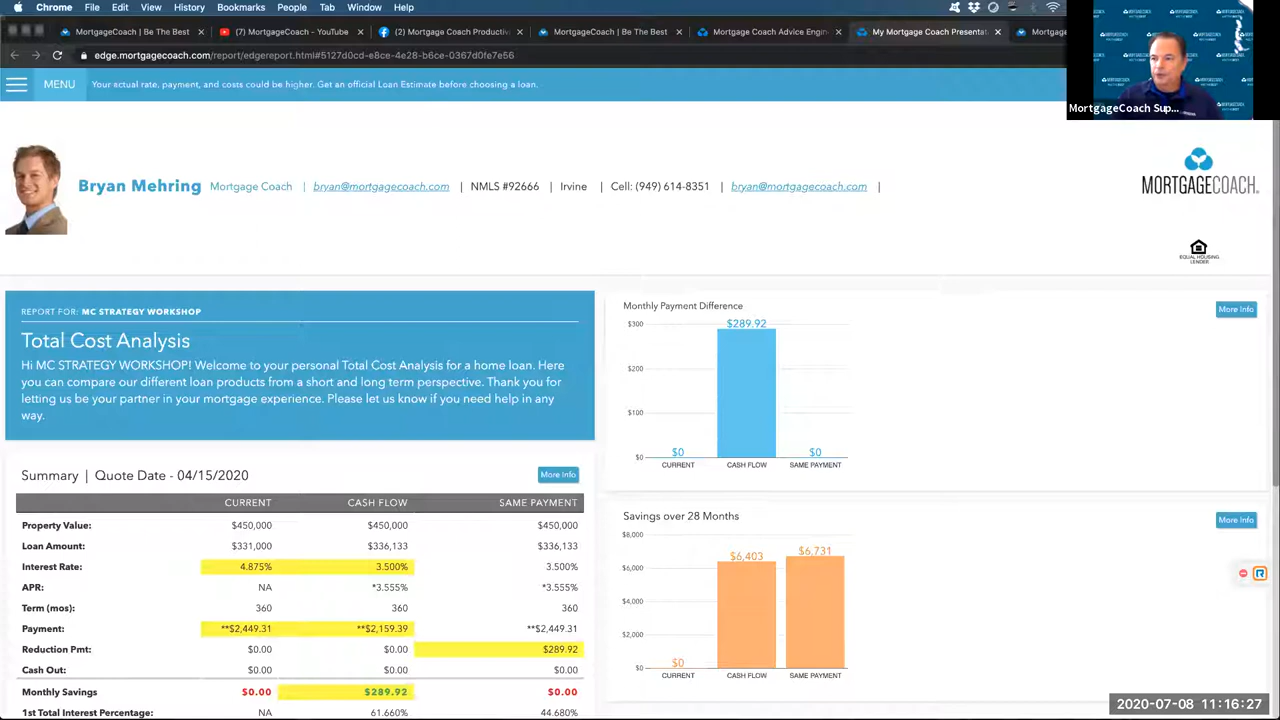 Chrome File Edit View History Bookmarks People Tab Window Help
MortgageCoach | Be The Best
(7) MortgageCoach - YouTube
(2) Mortgage Coach Productiv
MortgageCoach | Be The Best
Mortgage Coach Advice Engin
My Mortgage Coach Presentat
edge.mortgagecoach.com/report/edgereport.html#5127d0cd-e8ce-4e28-96ce-0367d0fe7a56
MortgageCoach Sup...
MENU Your actual rate, payment, and costs could be higher. Get an official Loan Estimate before choosing a loan.
Bryan Mehring Mortgage Coach | bryan@mortgagecoach.com | NMLS #92666 | Irvine | Cell: (949) 614-8351 | bryan@mortgagecoach.com |
MORTGAGECOACH
EQUAL HOUSING
LENDER
REPORT FOR: MC STRATEGY WORKSHOP
Total Cost Analysis
Hi MC STRATEGY WORKSHOP! Welcome to your personal Total Cost Analysis for a home loan. Here
you can compare our different loan products from a short and long term perspective. Thank you for
letting us be your partner in your mortgage experience. Please let us know if you need help in any
way.
Summary | Quote Date - 04/15/2020 More Info
CURRENT CASH FLOW SAME PAYMENT
Property Value: $450,000 $450,000 $450,000
Loan Amount: $331,000 $336,133 $336,133
Interest Rate: 4.875% 3.500% 3.500%
APR: NA *3.555% *3.555%
Term (mos): 360 360 360
Payment: **$2,449.31 **$2,159.39 **$2,449.31
Reduction Pmt: $0.00 $0.00 $289.92
Cash Out: $0.00 $0.00 $0.00
Monthly Savings $0.00 $289.92 $0.00
1st Total Interest Percentage: NA 61.660% 44.680%
Monthly Payment Difference More Info
$300
$200
$100
$0
$0 $289.92 $0
CURRENT CASH FLOW SAME PAYMENT
Savings over 28 Months More Info
$8,000
$6,000
$4,000
$2,000
$0
$0 $6,403 $6,731
CURRENT CASH FLOW SAME PAYMENT
2020-07-08 11:16:27